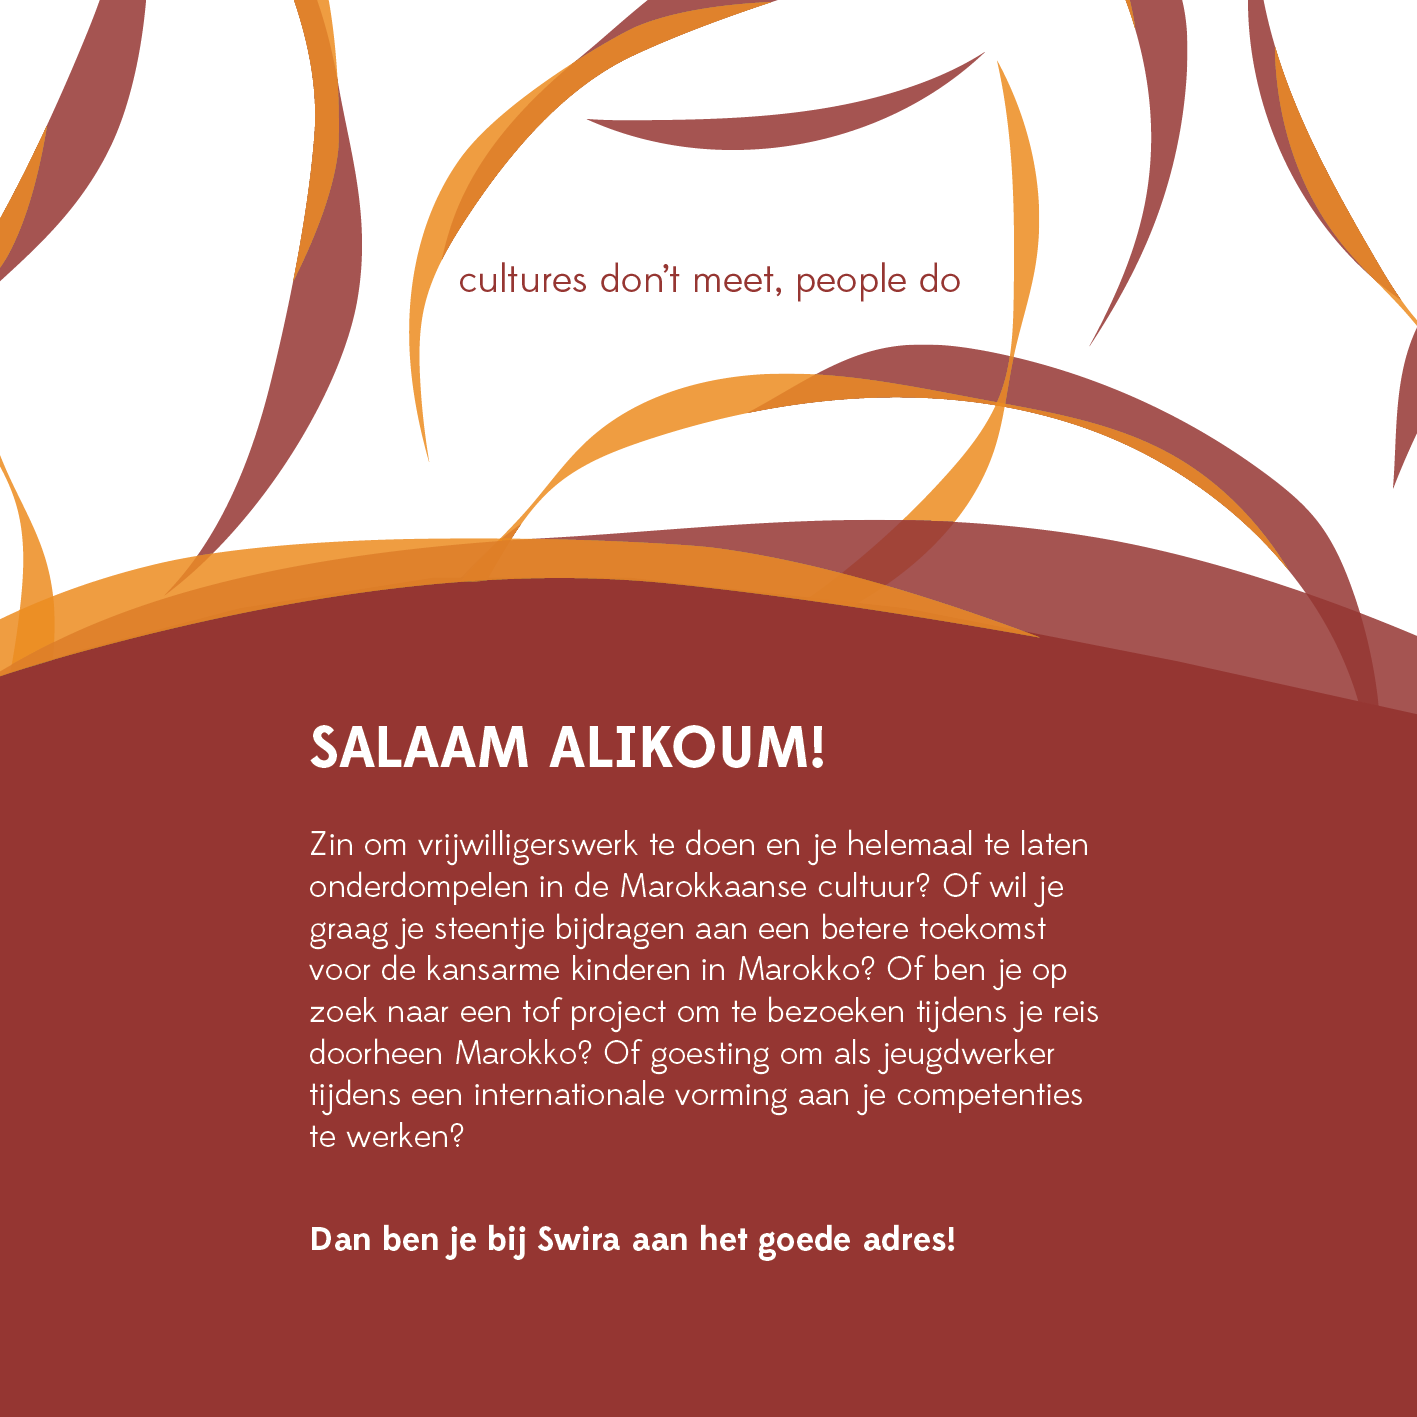 cultures don’t meet, people do
SALAAM ALIKOUM!
Zin om vrijwilligerswerk te doen en je helemaal te laten
onderdompelen in de Marokkaanse cultuur? Of wil je
graag je steentje bijdragen aan een betere toekomst
voor de kansarme kinderen in Marokko? Of ben je op
zoek naar een tof project om te bezoeken tijdens je reis
doorheen Marokko? Of goesting om als jeugdwerker
tijdens een internationale vorming aan je competenties
te werken?
Dan ben je bij Swira aan het goede adres!